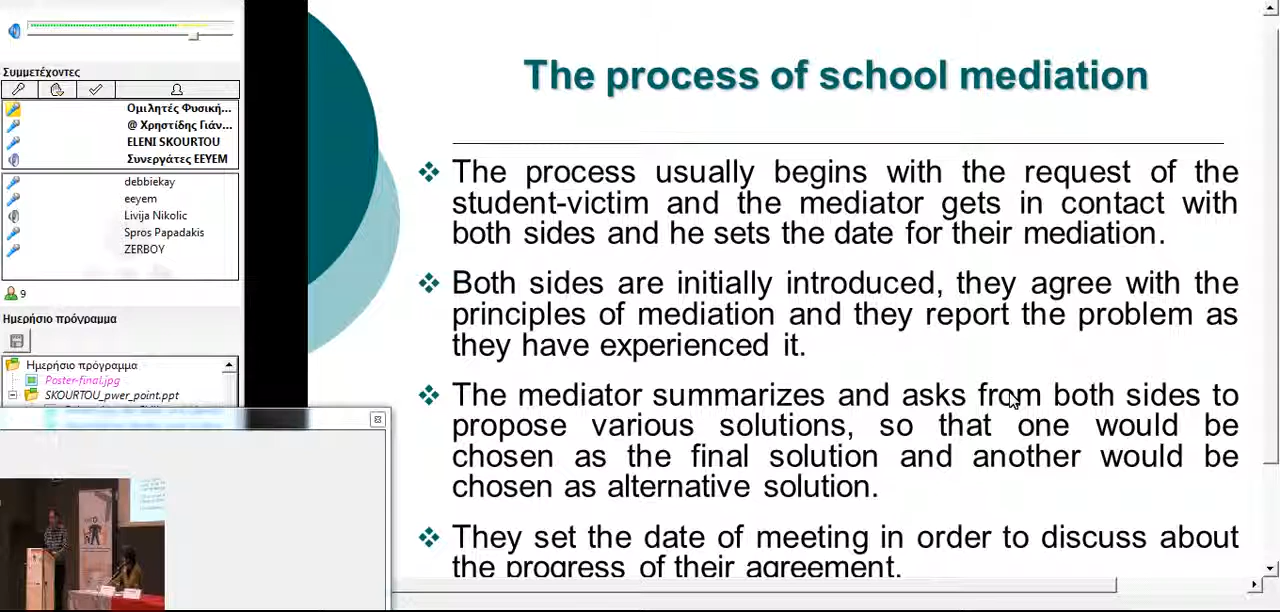 Συμμετέχοντες
Ομιλητές Φυσική...
@ Χρηστίδης Γιάν...
ELENI SKOURTOU
Συνεργάτες ΕΕΥΕΜ
debbiekay
eeyem
Livija Nikolic
Spros Papadakis
ZERBOY
9
Ημερήσιο πρόγραμμα
Ημερήσιο πρόγραμμα
Poster-final.jpg
SKOURTOU_pwer_point.ppt
The process of school mediation
The process usually begins with the request of the
student-victim and the mediator gets in contact with
both sides and he sets the date for their mediation.
Both sides are initially introduced, they agree with the
principles of mediation and they report the problem as
they have experienced it.
The mediator summarizes and asks from both sides to
propose various solutions, so that one would be
chosen as the final solution and another would be
chosen as alternative solution.
They set the date of meeting in order to discuss about
the progress of their agreement.